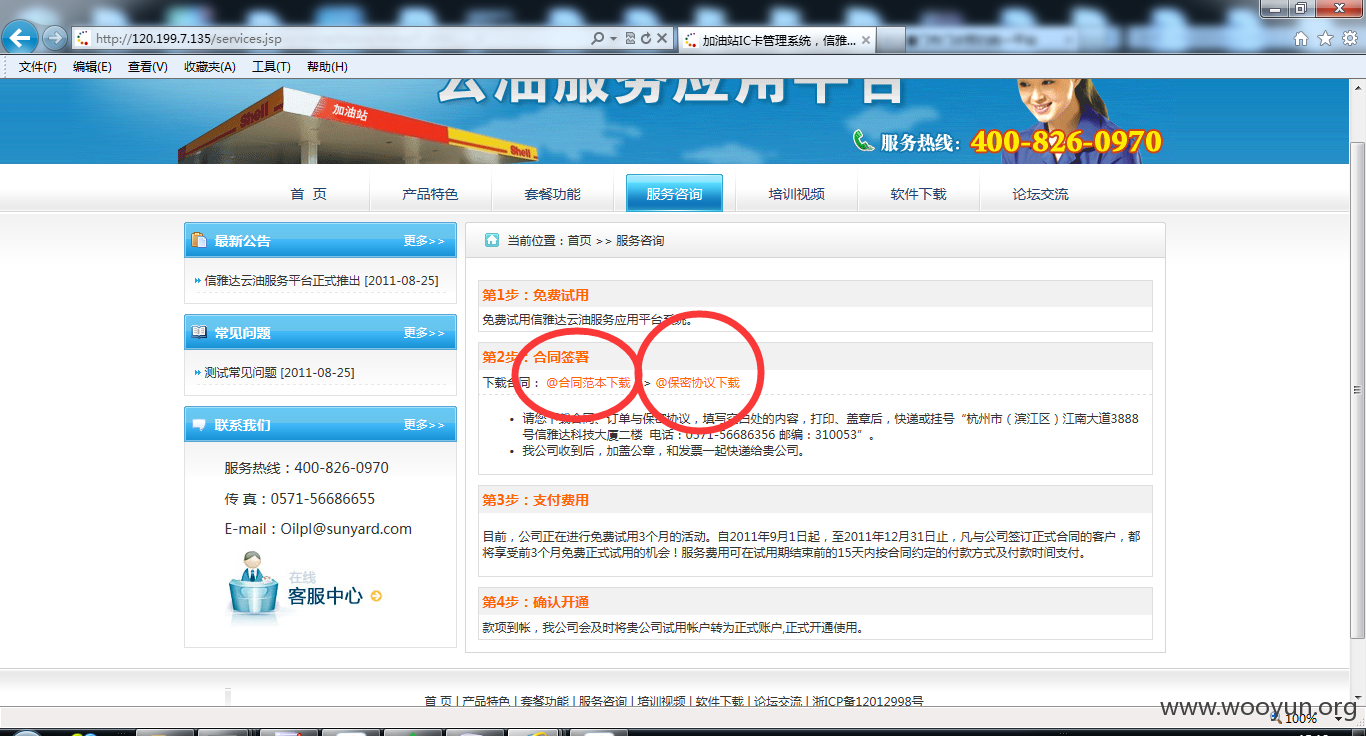 http://120.199.7.135/services.jsp
加油站IC卡管理系统，信雅...
文件(F) 编辑(E) 查看(V) 收藏夹(A) 工具(T) 帮助(H)
云油服务应用平台
Shell 加油站 Shell
服务热线：400-826-0970
首 页 产品特色 套餐功能 服务咨询 培训视频 软件下载 论坛交流
最新公告 更多>>
信雅达云油服务平台正式推出 [2011-08-25]
常见问题 更多>>
测试常见问题 [2011-08-25]
联系我们 更多>>
服务热线：400-826-0970
传 真：0571-56686655
E-mail：Oilpl@sunyard.com
在线
客服中心
当前位置：首页 >> 服务咨询
第1步：免费试用
免费试用信雅达云油服务应用平台系统。
第2步：合同签署
下载合同： @合同范本下载 > @保密协议下载
请您下载合同、订单与保密协议，填写空白处的内容，打印、盖章后，快递或挂号“杭州市（滨江区）江南大道3888
号信雅达科技大厦二楼 电话：0571-56686356 邮编：310053”。
我公司收到后，加盖公章，和发票一起快递给贵公司。
第3步：支付费用
目前，公司正在进行免费试用3个月的活动。自2011年9月1日起，至2011年12月31日止，凡与公司签订正式合同的客户，都
将享受前3个月免费正式试用的机会！服务费用可在试用期结束前的15天内按合同约定的付款方式及付款时间支付。
第4步：确认开通
款项到帐，我公司会及时将贵公司试用帐户转为正式账户,正式开通使用。
首 页 | 产品特色 | 套餐功能 | 服务咨询 | 培训视频 | 软件下载 | 论坛交流 | 浙ICP备12012998号
www.wooyun.org
100%